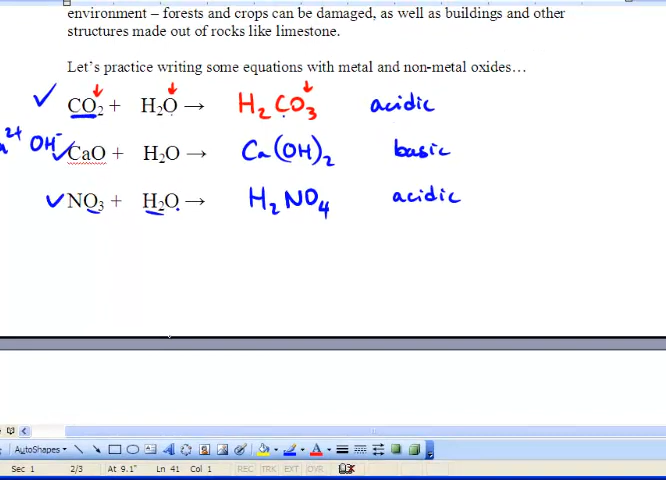 environment – forests and crops can be damaged, as well as buildings and other
structures made out of rocks like limestone.
Let's practice writing some equations with metal and non-metal oxides…
✓ CO₂ + H₂O → H₂CO₃ acidic
2+ OH⁻ ✓ CaO + H₂O → Ca(OH)₂ basic
✓ NO₃ + H₂O → H₂NO₄ acidic
AutoShapes
Sec 1 2/3 At 9.1" Ln 41 Col 1 REC TRK EXT OVR